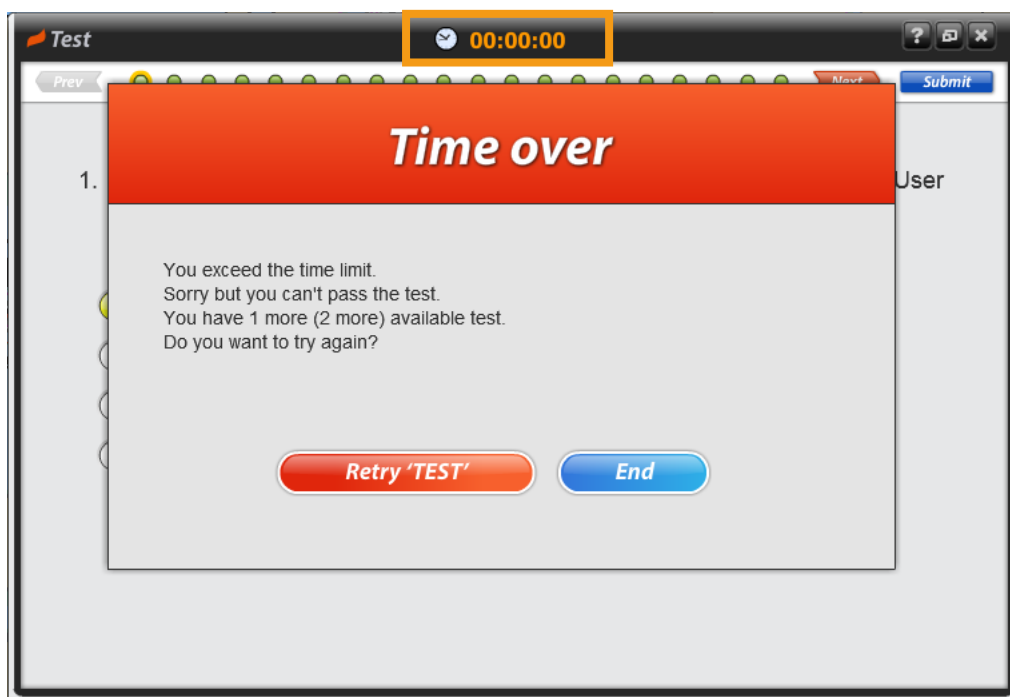 Test
00:00:00
?
Prev
Next
Submit
Time over
1.
User
You exceed the time limit.
Sorry but you can't pass the test.
You have 1 more (2 more) available test.
Do you want to try again?
Retry ‘TEST’
End